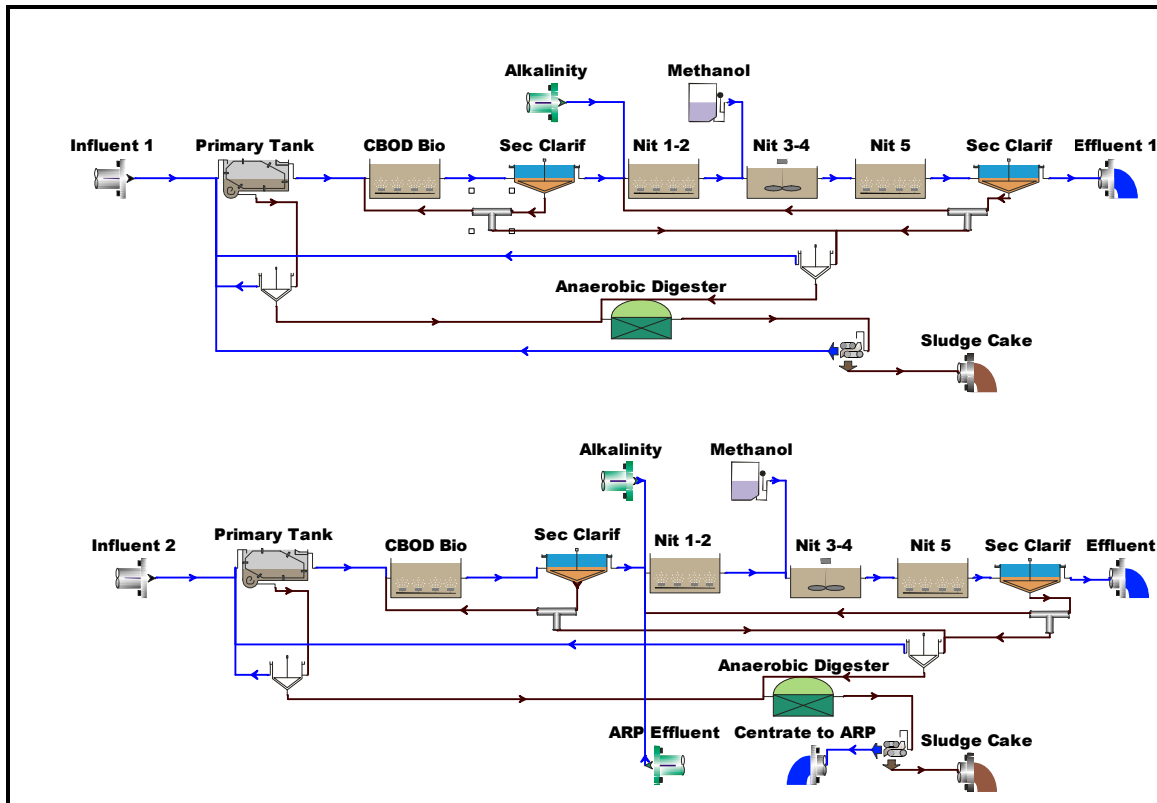 Alkalinity
Methanol
Influent 1
Primary Tank
CBOD Bio
Sec Clarif
Nit 1-2
Nit 3-4
Nit 5
Sec Clarif
Effluent 1
Anaerobic Digester
Sludge Cake
Alkalinity
Methanol
Influent 2
Primary Tank
CBOD Bio
Sec Clarif
Nit 1-2
Nit 3-4
Nit 5
Sec Clarif
Effluent
Anaerobic Digester
ARP Effluent
Centrate to ARP
Sludge Cake